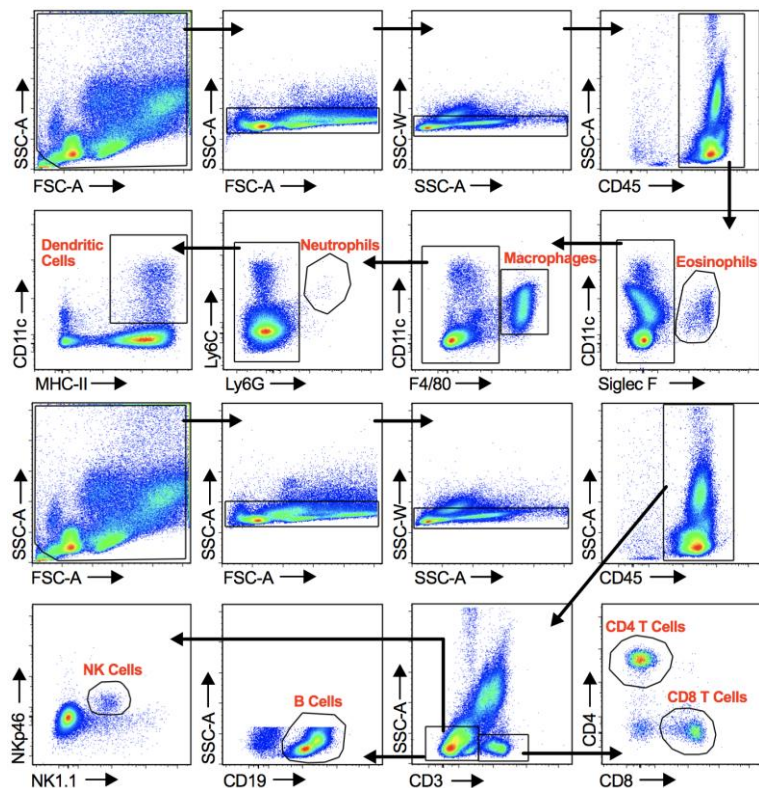 SSC-A
FSC-A
SSC-A
FSC-A
SSC-W
SSC-A
SSC-A
CD45
Dendritic
Cells
CD11c
MHC-II
Neutrophils
Ly6C
Ly6G
Macrophages
CD11c
F4/80
Eosinophils
CD11c
Siglec F
SSC-A
FSC-A
SSC-A
FSC-A
SSC-W
SSC-A
SSC-A
CD45
NK Cells
NKp46
NK1.1
B Cells
SSC-A
CD19
SSC-A
CD3
CD4 T Cells
CD8 T Cells
CD4
CD8